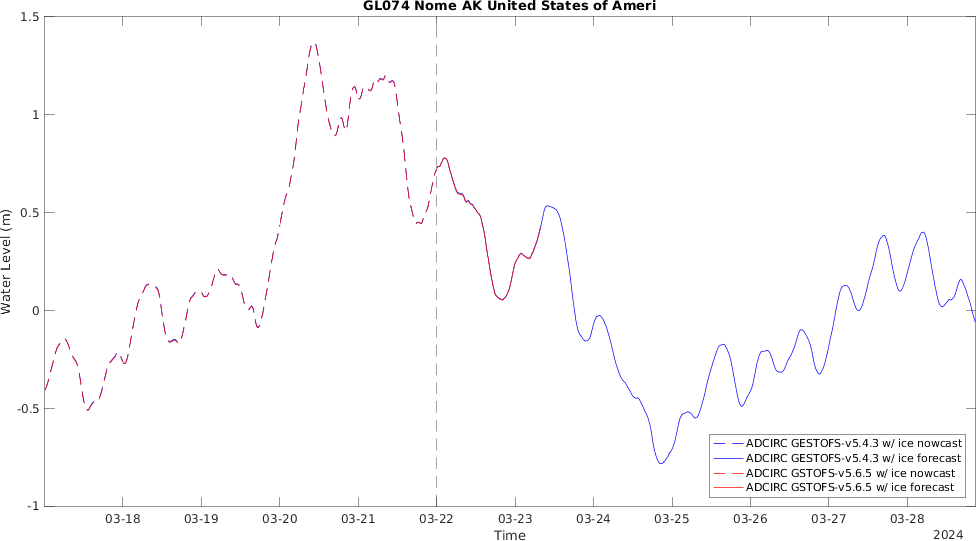 GL074 Nome AK United States of Ameri
1.5
1
0.5
0
-0.5
-1
Water Level (m)
03-18 03-19 03-20 03-21 03-22 03-23 03-24 03-25 03-26 03-27 03-28
Time
2024
ADCIRC GESTOFS-v5.4.3 w/ ice nowcast
ADCIRC GESTOFS-v5.4.3 w/ ice forecast
ADCIRC GSTOFS-v5.6.5 w/ ice nowcast
ADCIRC GSTOFS-v5.6.5 w/ ice forecast